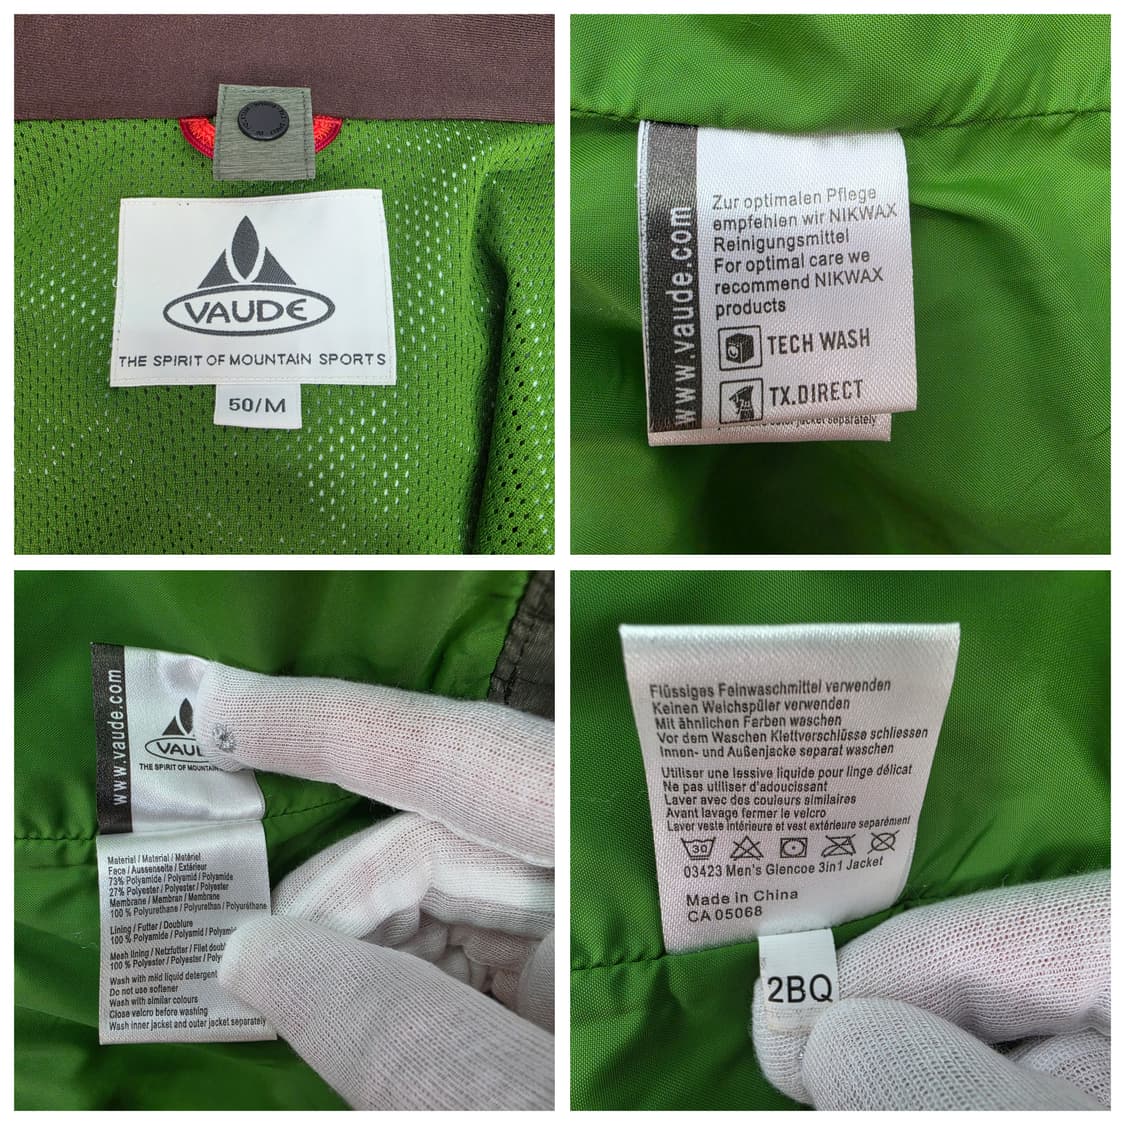 VAUDE
THE SPIRIT OF MOUNTAIN SPORTS
50/M
www.vaude.com
Zur optimalen Pflege
empfehlen wir NIKWAX
Reinigungsmittel
For optimal care we
recommend NIKWAX
products
TECH WASH
TX.DIRECT
outer jacket separately
www.vaude.com
THE SPIRIT OF
Material / Material / Matériel
Face / Aussenseite / Extérieur
73% Polyamide / Polyamid / Polyamide
27% Polyester / Polyester / Polyester
Membrane / Membran / Membrane
100 % Polyurethane / Polyurethan / Polyuréthane
Lining / Futter / Doublure
100 % Polyamide / Polyamid /
Mesh lining / Netzfutter / Filet
100 % Polyester / Polyester /
Wash with mild liquid detergent
Do not use softener
Wash with similar colours
Close velcro before washing
Wash inner jacket and outer jacket separately
Flüssiges Feinwaschmittel verwenden
Keinen Weichspüler verwenden
Mit ähnlichen Farben waschen
Vor dem Waschen Klettverschlüsse schliessen
Innen- und Außenjacke separat waschen
Utiliser une lessive liquide pour linge délicat
Ne pas utiliser d'adoucissant
Laver avec des couleurs similaires
Avant lavage fermer le velcro
Laver veste intérieure et vest extérieure separément
30
03423 Men's Glencoe 3in1 Jacket
Made in China
CA 05068
2BQ